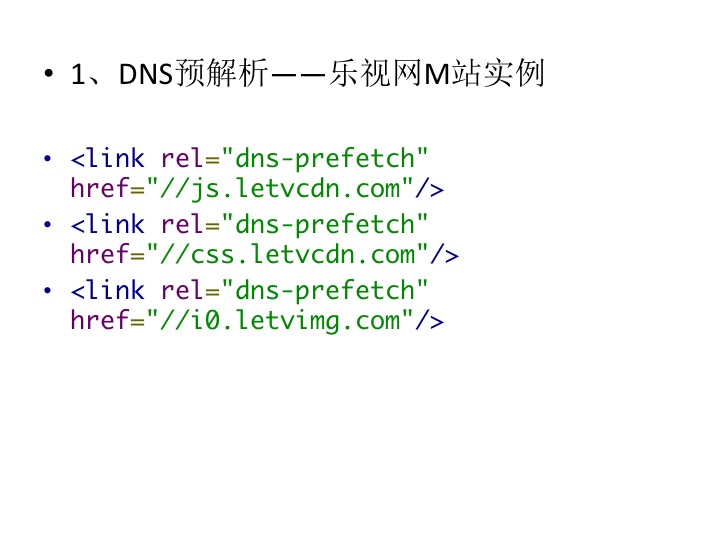 • 1、DNS预解析——乐视网M站实例
• <link rel="dns-prefetch"
href="//js.letvcdn.com"/>
• <link rel="dns-prefetch"
href="//css.letvcdn.com"/>
• <link rel="dns-prefetch"
href="//i0.letvimg.com"/>